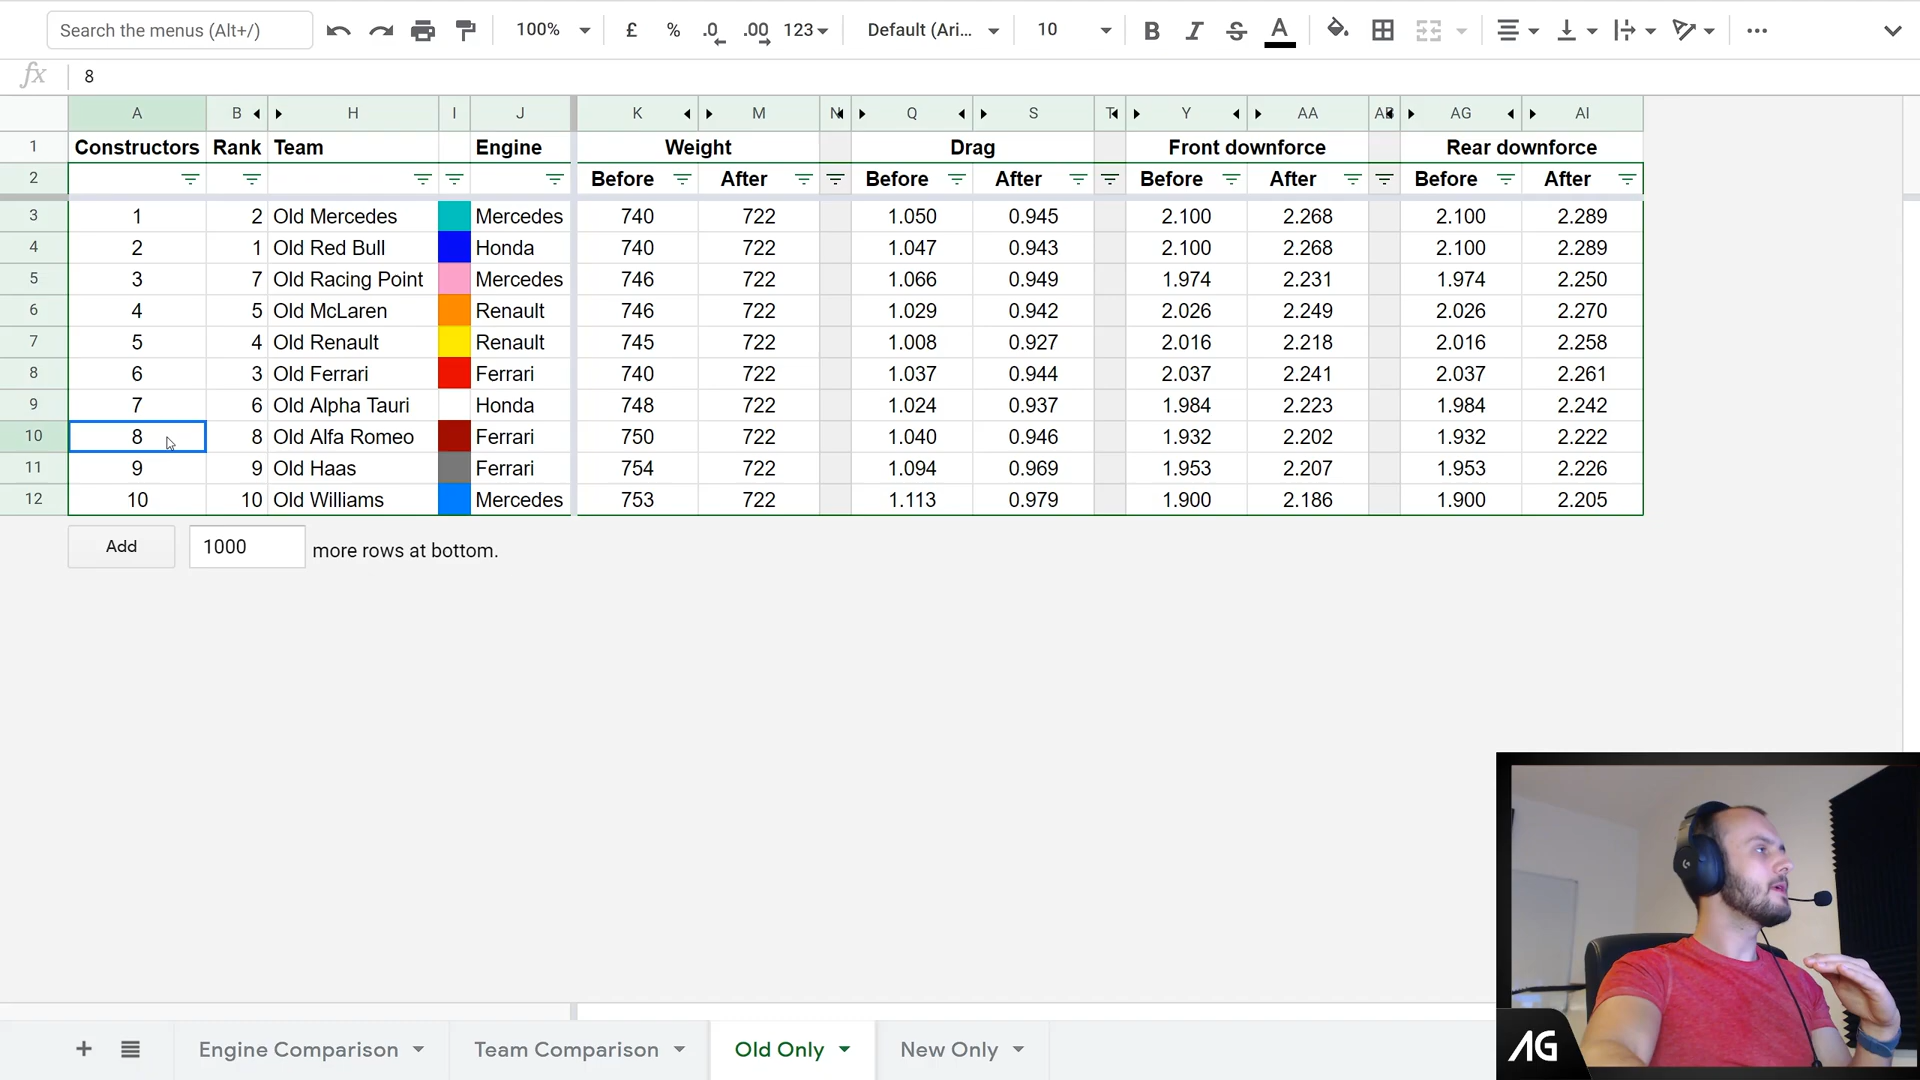 Search the menus (Alt+/)
100%
£
%
.0
.00
123
Default (Ari...
10
B
I
S
A
fx
8
A B H I J K M N Q S T Y AA AB AG AI
1 Constructors Rank Team Engine Weight Drag Front downforce Rear downforce
2 Before After Before After Before After Before After
3 1 2 Old Mercedes Mercedes 740 722 1.050 0.945 2.100 2.268 2.100 2.289
4 2 1 Old Red Bull Honda 740 722 1.047 0.943 2.100 2.268 2.100 2.289
5 3 7 Old Racing Point Mercedes 746 722 1.066 0.949 1.974 2.231 1.974 2.250
6 4 5 Old McLaren Renault 746 722 1.029 0.942 2.026 2.249 2.026 2.270
7 5 4 Old Renault Renault 745 722 1.008 0.927 2.016 2.218 2.016 2.258
8 6 3 Old Ferrari Ferrari 740 722 1.037 0.944 2.037 2.241 2.037 2.261
9 7 6 Old Alpha Tauri Honda 748 722 1.024 0.937 1.984 2.223 1.984 2.242
10 8 8 Old Alfa Romeo Ferrari 750 722 1.040 0.946 1.932 2.202 1.932 2.222
11 9 9 Old Haas Ferrari 754 722 1.094 0.969 1.953 2.207 1.953 2.226
12 10 10 Old Williams Mercedes 753 722 1.113 0.979 1.900 2.186 1.900 2.205
Add 1000 more rows at bottom.
AG
+ Engine Comparison Team Comparison Old Only New Only